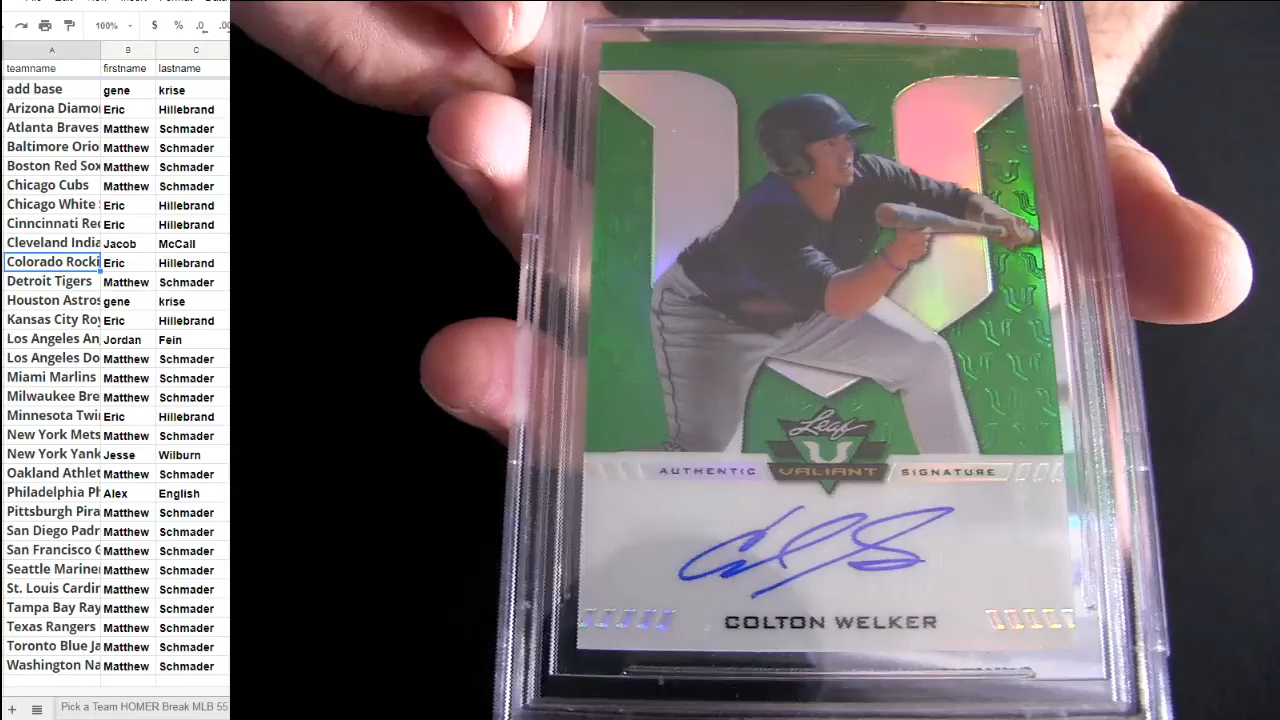 100% $ % .0 .00
A B C
teamname firstname lastname
add base gene krise
Arizona Diamo Eric Hillebrand
Atlanta Braves Matthew Schmader
Baltimore Orio Matthew Schmader
Boston Red Sox Matthew Schmader
Chicago Cubs Matthew Schmader
Chicago White Eric Hillebrand
Cinncinnati Re Eric Hillebrand
Cleveland India Jacob McCall
Colorado Rocki Eric Hillebrand
Detroit Tigers Matthew Schmader
Houston Astros gene krise
Kansas City Roy Eric Hillebrand
Los Angeles An Jordan Fein
Los Angeles Do Matthew Schmader
Miami Marlins Matthew Schmader
Milwaukee Bre Matthew Schmader
Minnesota Twi Eric Hillebrand
New York Mets Matthew Schmader
New York Yank Jesse Wilburn
Oakland Athlet Matthew Schmader
Philadelphia Ph Alex English
Pittsburgh Pira Matthew Schmader
San Diego Padr Matthew Schmader
San Francisco G Matthew Schmader
Seattle Mariner Matthew Schmader
St. Louis Cardin Matthew Schmader
Tampa Bay Ray Matthew Schmader
Texas Rangers Matthew Schmader
Toronto Blue Ja Matthew Schmader
Washington Na Matthew Schmader
+ Pick a Team HOMER Break MLB 55
Leaf
AUTHENTIC VALIANT SIGNATURE
COLTON WELKER